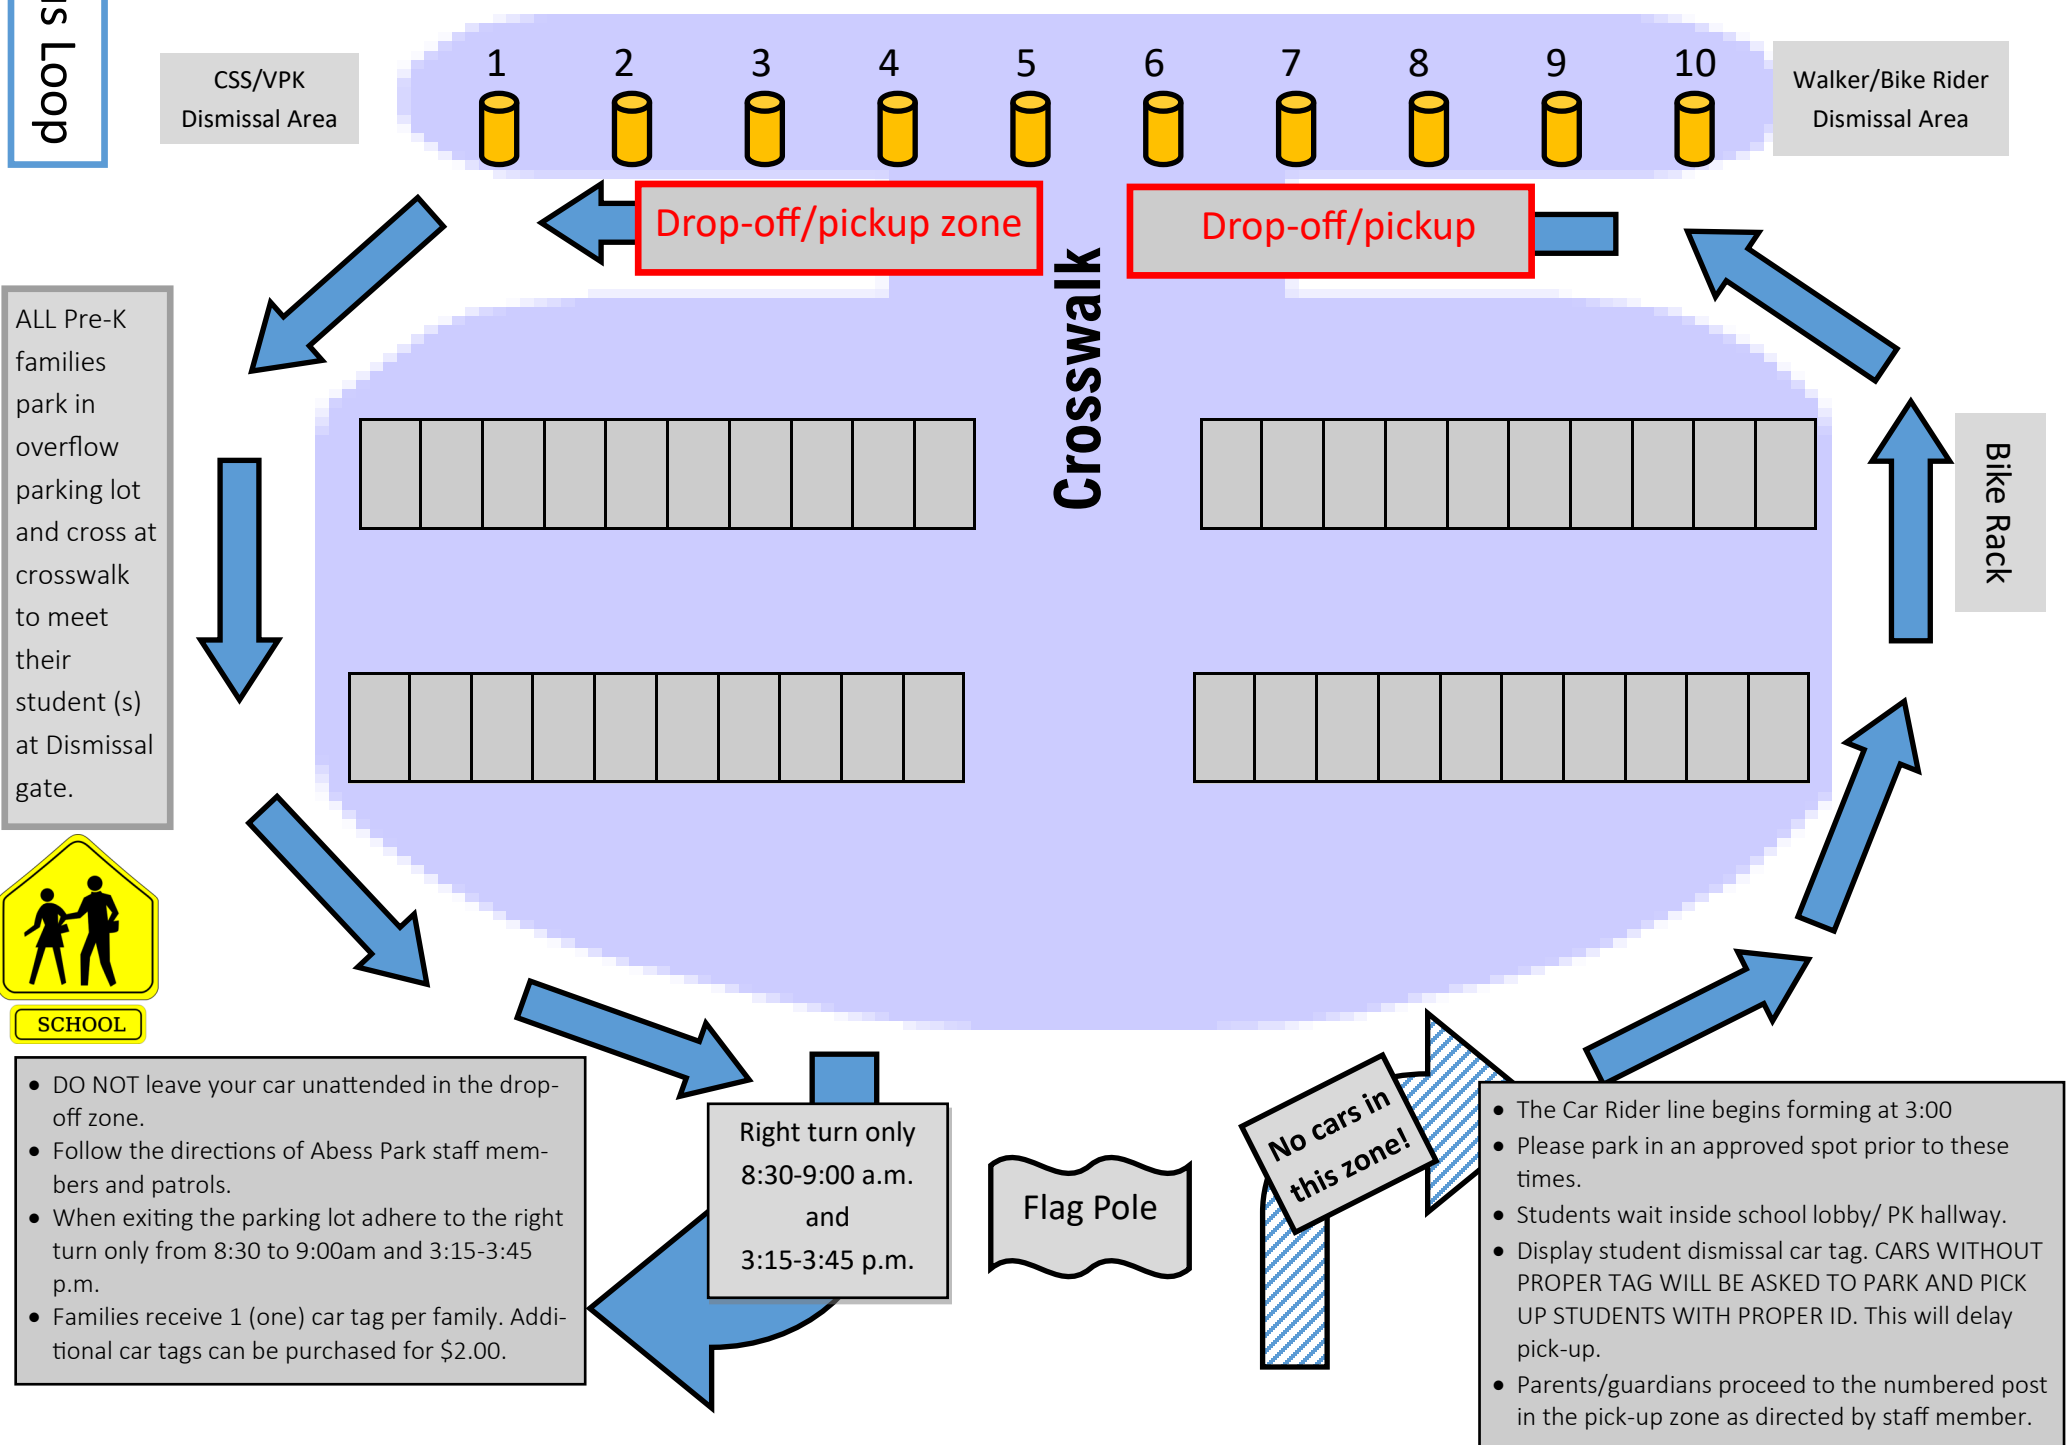 s Loop
CSS/VPK
Dismissal Area
1 2 3 4 5 6 7 8 9 10
Walker/Bike Rider
Dismissal Area
Drop-off/pickup zone
Drop-off/pickup
Crosswalk
ALL Pre-K
families
park in
overflow
parking lot
and cross at
crosswalk
to meet
their
student (s)
at Dismissal
gate.
Bike Rack
SCHOOL
• DO NOT leave your car unattended in the drop-
off zone.
• Follow the directions of Abess Park staff mem-
bers and patrols.
• When exiting the parking lot adhere to the right
turn only from 8:30 to 9:00am and 3:15-3:45
p.m.
• Families receive 1 (one) car tag per family. Addi-
tional car tags can be purchased for $2.00.
Right turn only
8:30-9:00 a.m.
and
3:15-3:45 p.m.
Flag Pole
No cars in
this zone!
• The Car Rider line begins forming at 3:00
• Please park in an approved spot prior to these
times.
• Students wait inside school lobby/ PK hallway.
• Display student dismissal car tag. CARS WITHOUT
PROPER TAG WILL BE ASKED TO PARK AND PICK
UP STUDENTS WITH PROPER ID. This will delay
pick-up.
• Parents/guardians proceed to the numbered post
in the pick-up zone as directed by staff member.